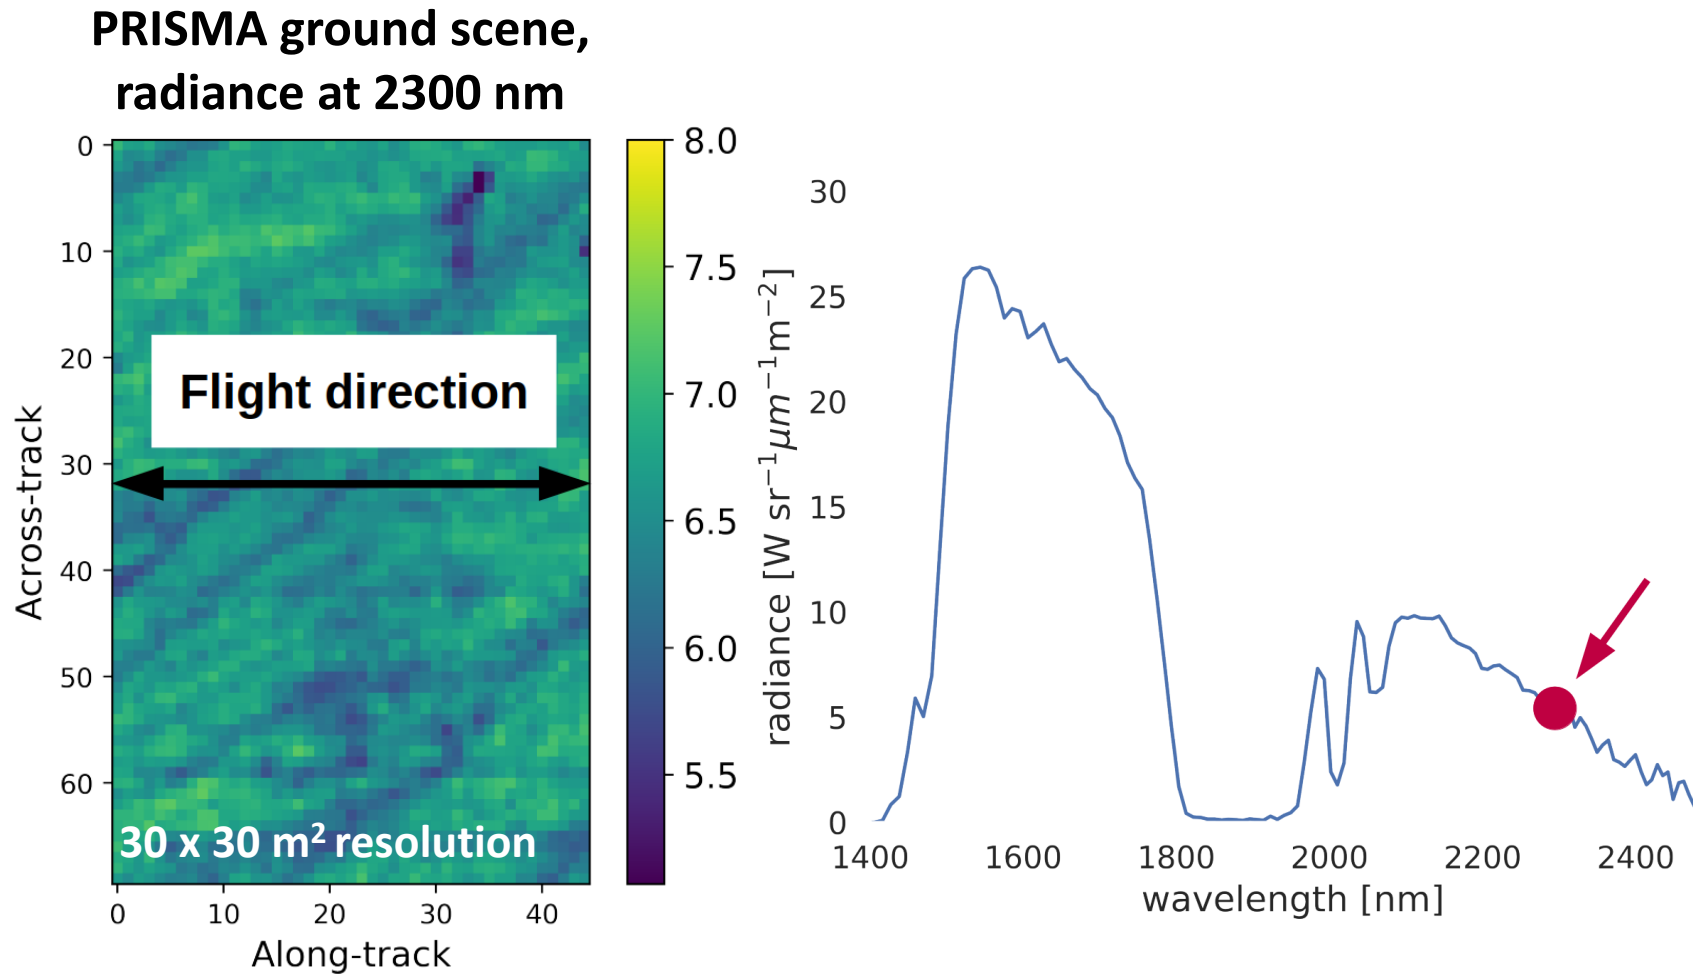 PRISMA ground scene,
radiance at 2300 nm
0
10
20
30
40
50
60
Across-track
Flight direction
30 x 30 m² resolution
0 10 20 30 40
Along-track
8.0
7.5
7.0
6.5
6.0
5.5
radiance [W sr⁻¹μm⁻¹m⁻²]
30
25
20
15
10
5
0
1400 1600 1800 2000 2200 2400
wavelength [nm]